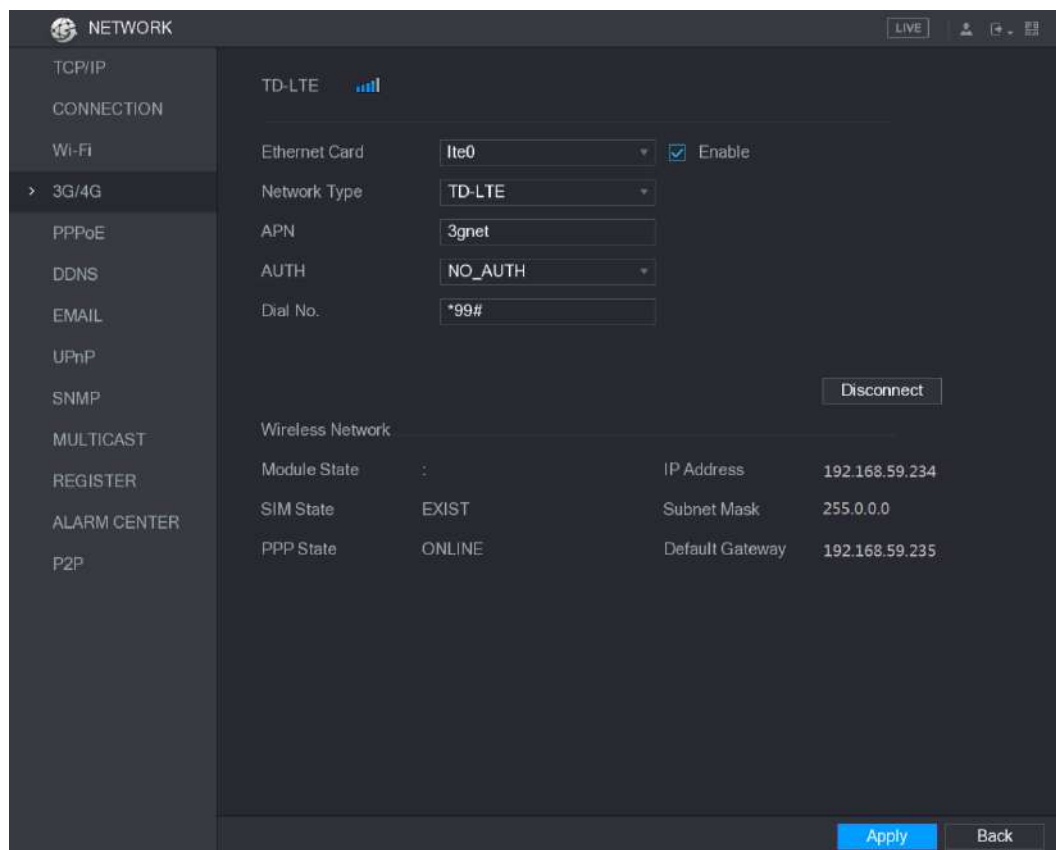 NETWORK
LIVE
TCP/IP
CONNECTION
Wi-Fi
> 3G/4G
PPPoE
DDNS
EMAIL
UPnP
SNMP
MULTICAST
REGISTER
ALARM CENTER
P2P
TD-LTE
Ethernet Card lte0 Enable
Network Type TD-LTE
APN 3gnet
AUTH NO_AUTH
Dial No. *99#
Disconnect
Wireless Network
Module State : IP Address 192.168.59.234
SIM State EXIST Subnet Mask 255.0.0.0
PPP State ONLINE Default Gateway 192.168.59.235
Apply Back